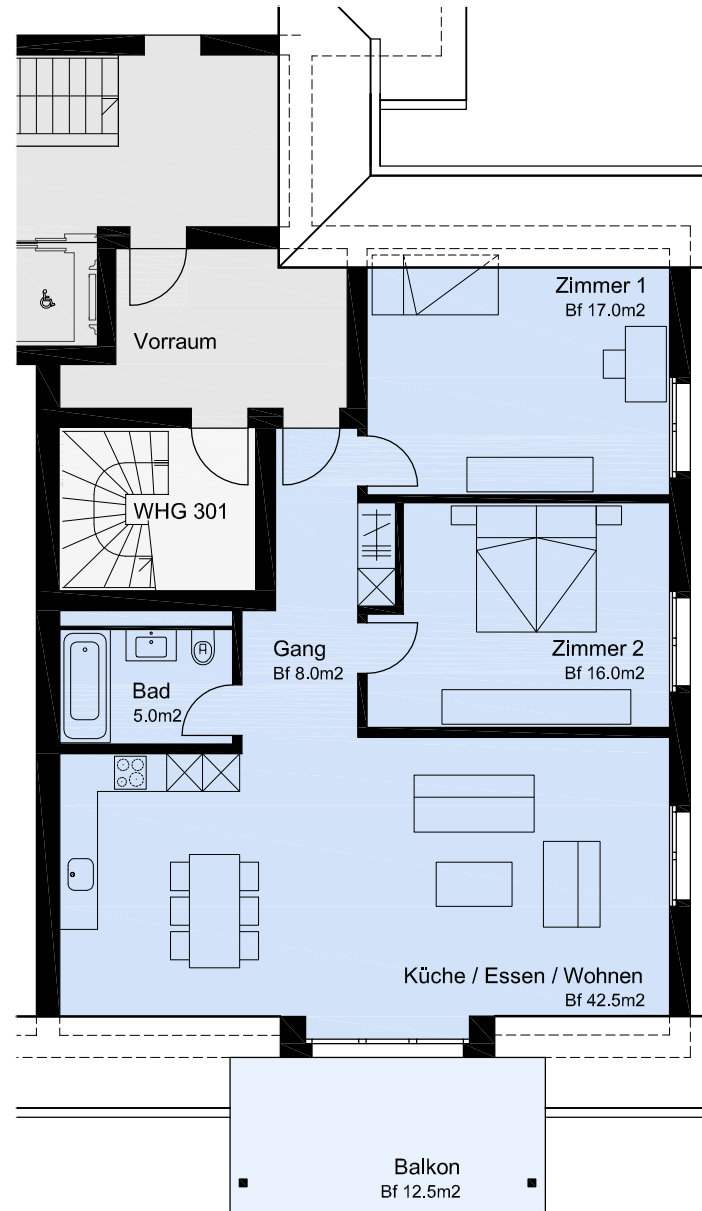 Zimmer 1
Bf 17.0m2
Vorraum
WHG 301
Gang
Bf 8.0m2
Zimmer 2
Bf 16.0m2
Bad
5.0m2
Küche / Essen / Wohnen
Bf 42.5m2
Balkon
Bf 12.5m2